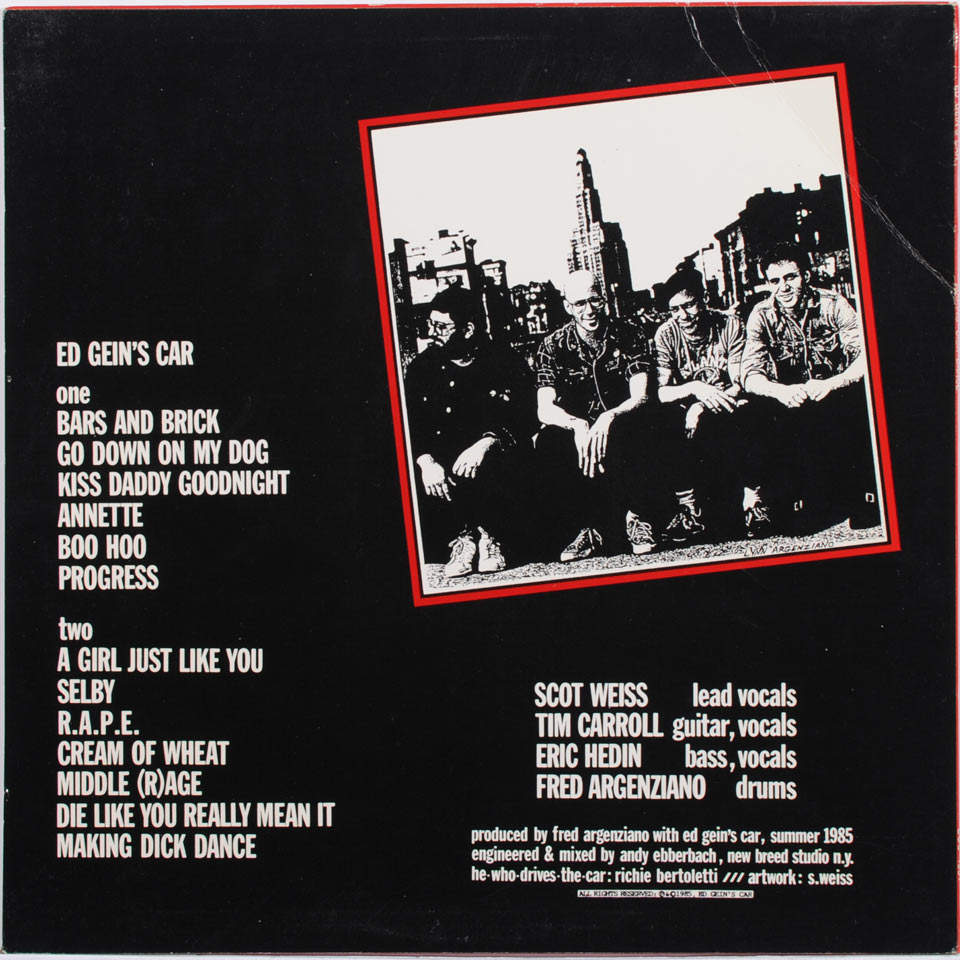 ED GEIN'S CAR
one
BARS AND BRICK
GO DOWN ON MY DOG
KISS DADDY GOODNIGHT
ANNETTE
BOO HOO
PROGRESS
two
A GIRL JUST LIKE YOU
SELBY
R.A.P.E.
CREAM OF WHEAT
MIDDLE (R)AGE
DIE LIKE YOU REALLY MEAN IT
MAKING DICK DANCE
ARGENZIANO
SCOT WEISS lead vocals
TIM CARROLL guitar, vocals
ERIC HEDIN bass, vocals
FRED ARGENZIANO drums
produced by fred argenziano with ed gein's car, summer 1985
engineered & mixed by andy ebberbach, new breed studio n.y.
he-who-drives-the-car: richie bertoletti /// artwork: s.weiss
ALL RIGHTS RESERVED: ℗&©1985, ED GEIN'S CAR